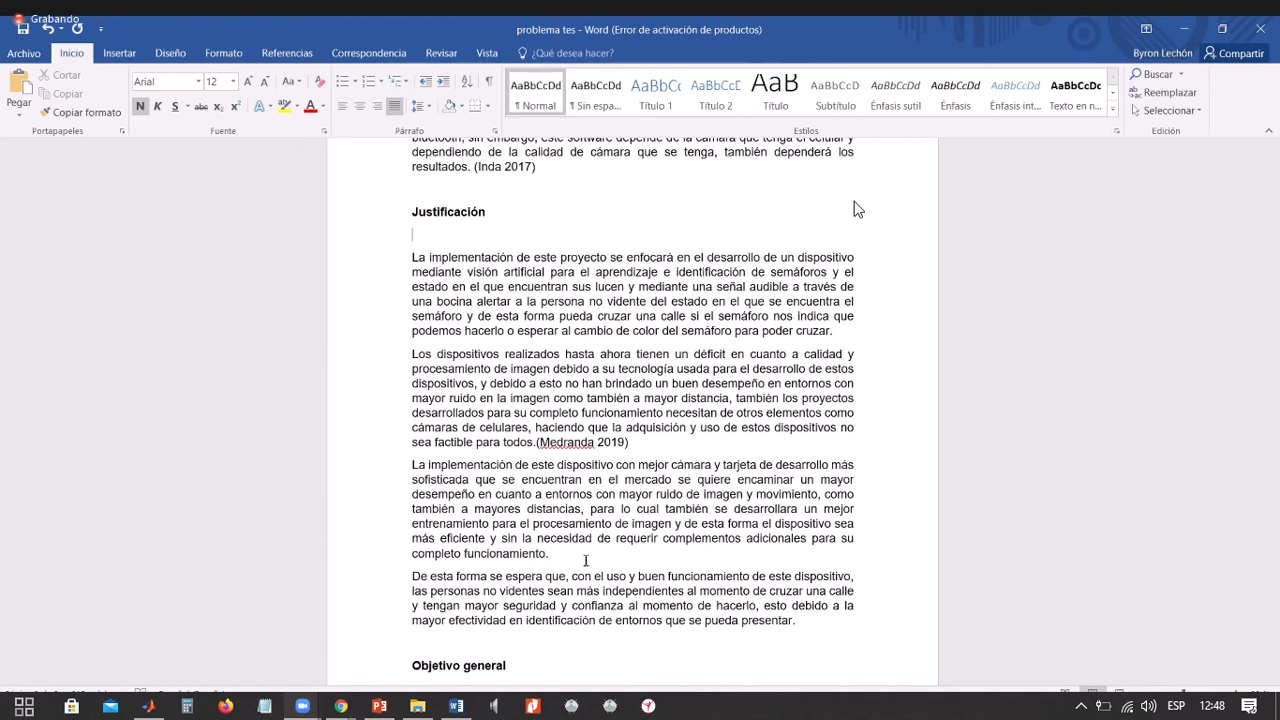 Grabando
problema tes - Word (Error de activación de productos)
Archivo Inicio Insertar Diseño Formato Referencias Correspondencia Revisar Vista ¿Qué desea hacer? Byron Lechón Compartir
Pegar
Cortar
Copiar
Copiar formato
Portapapeles
Arial 12
N K S abc x₂ x²
Fuente
Párrafo
AaBbCcDd AaBbCcDd AaBbCc AaBbCcE AaB AaBbCcDd AaBbCcDd AaBbCcDd AaBbCcDd AaBbCcDc
¶ Normal ¶ Sin espa... Título 1 Título 2 Título Subtítulo Énfasis sutil Énfasis Énfasis int... Texto en n...
Estilos
Buscar
Reemplazar
Seleccionar
Edición
bluetooth, sin embargo, este software depende de la cámara que tenga el celular y
dependiendo de la calidad de cámara que se tenga, también dependerá los
resultados. (Inda 2017)
Justificación
La implementación de este proyecto se enfocará en el desarrollo de un dispositivo
mediante visión artificial para el aprendizaje e identificación de semáforos y el
estado en el que encuentran sus lucen y mediante una señal audible a través de
una bocina alertar a la persona no vidente del estado en el que se encuentra el
semáforo y de esta forma pueda cruzar una calle si el semáforo nos indica que
podemos hacerlo o esperar al cambio de color del semáforo para poder cruzar.
Los dispositivos realizados hasta ahora tienen un déficit en cuanto a calidad y
procesamiento de imagen debido a su tecnología usada para el desarrollo de estos
dispositivos, y debido a esto no han brindado un buen desempeño en entornos con
mayor ruido en la imagen como también a mayor distancia, también los proyectos
desarrollados para su completo funcionamiento necesitan de otros elementos como
cámaras de celulares, haciendo que la adquisición y uso de estos dispositivos no
sea factible para todos.(Medranda 2019)
La implementación de este dispositivo con mejor cámara y tarjeta de desarrollo más
sofisticada que se encuentran en el mercado se quiere encaminar un mayor
desempeño en cuanto a entornos con mayor ruido de imagen y movimiento, como
también a mayores distancias, para lo cual también se desarrollara un mejor
entrenamiento para el procesamiento de imagen y de esta forma el dispositivo sea
más eficiente y sin la necesidad de requerir complementos adicionales para su
completo funcionamiento.
De esta forma se espera que, con el uso y buen funcionamiento de este dispositivo,
las personas no videntes sean más independientes al momento de cruzar una calle
y tengan mayor seguridad y confianza al momento de hacerlo, esto debido a la
mayor efectividad en identificación de entornos que se pueda presentar.
Objetivo general
ESP 12:48